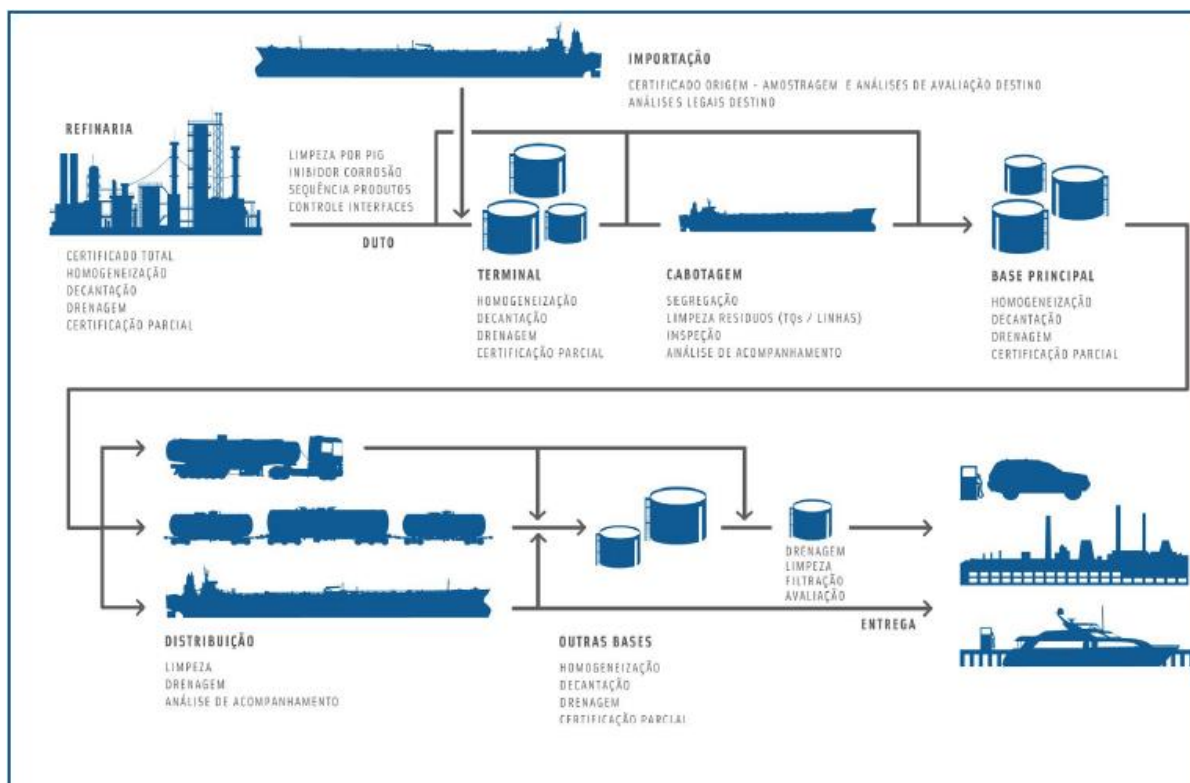 IMPORTAÇÃO
CERTIFICADO ORIGEM - AMOSTRAGEM E ANÁLISES DE AVALIAÇÃO DESTINO
ANÁLISES LEGAIS DESTINO
REFINARIA
CERTIFICADO TOTAL
HOMOGENEIZAÇÃO
DECANTAÇÃO
DRENAGEM
CERTIFICAÇÃO PARCIAL
LIMPEZA POR PIG
INIBIDOR CORROSÃO
SEQUÊNCIA PRODUTOS
CONTROLE INTERFACES
DUTO
TERMINAL
HOMOGENEIZAÇÃO
DECANTAÇÃO
DRENAGEM
CERTIFICAÇÃO PARCIAL
CABOTAGEM
SEGREGAÇÃO
LIMPEZA RESIDUOS (TQs / LINHAS)
INSPEÇÃO
ANÁLISE DE ACOMPANHAMENTO
BASE PRINCIPAL
HOMOGENEIZAÇÃO
DECANTAÇÃO
DRENAGEM
CERTIFICAÇÃO PARCIAL
DISTRIBUIÇÃO
LIMPEZA
DRENAGEM
ANÁLISE DE ACOMPANHAMENTO
OUTRAS BASES
HOMOGENEIZAÇÃO
DECANTAÇÃO
DRENAGEM
CERTIFICAÇÃO PARCIAL
DRENAGEM
LIMPEZA
FILTRAÇÃO
AVALIAÇÃO
ENTREGA